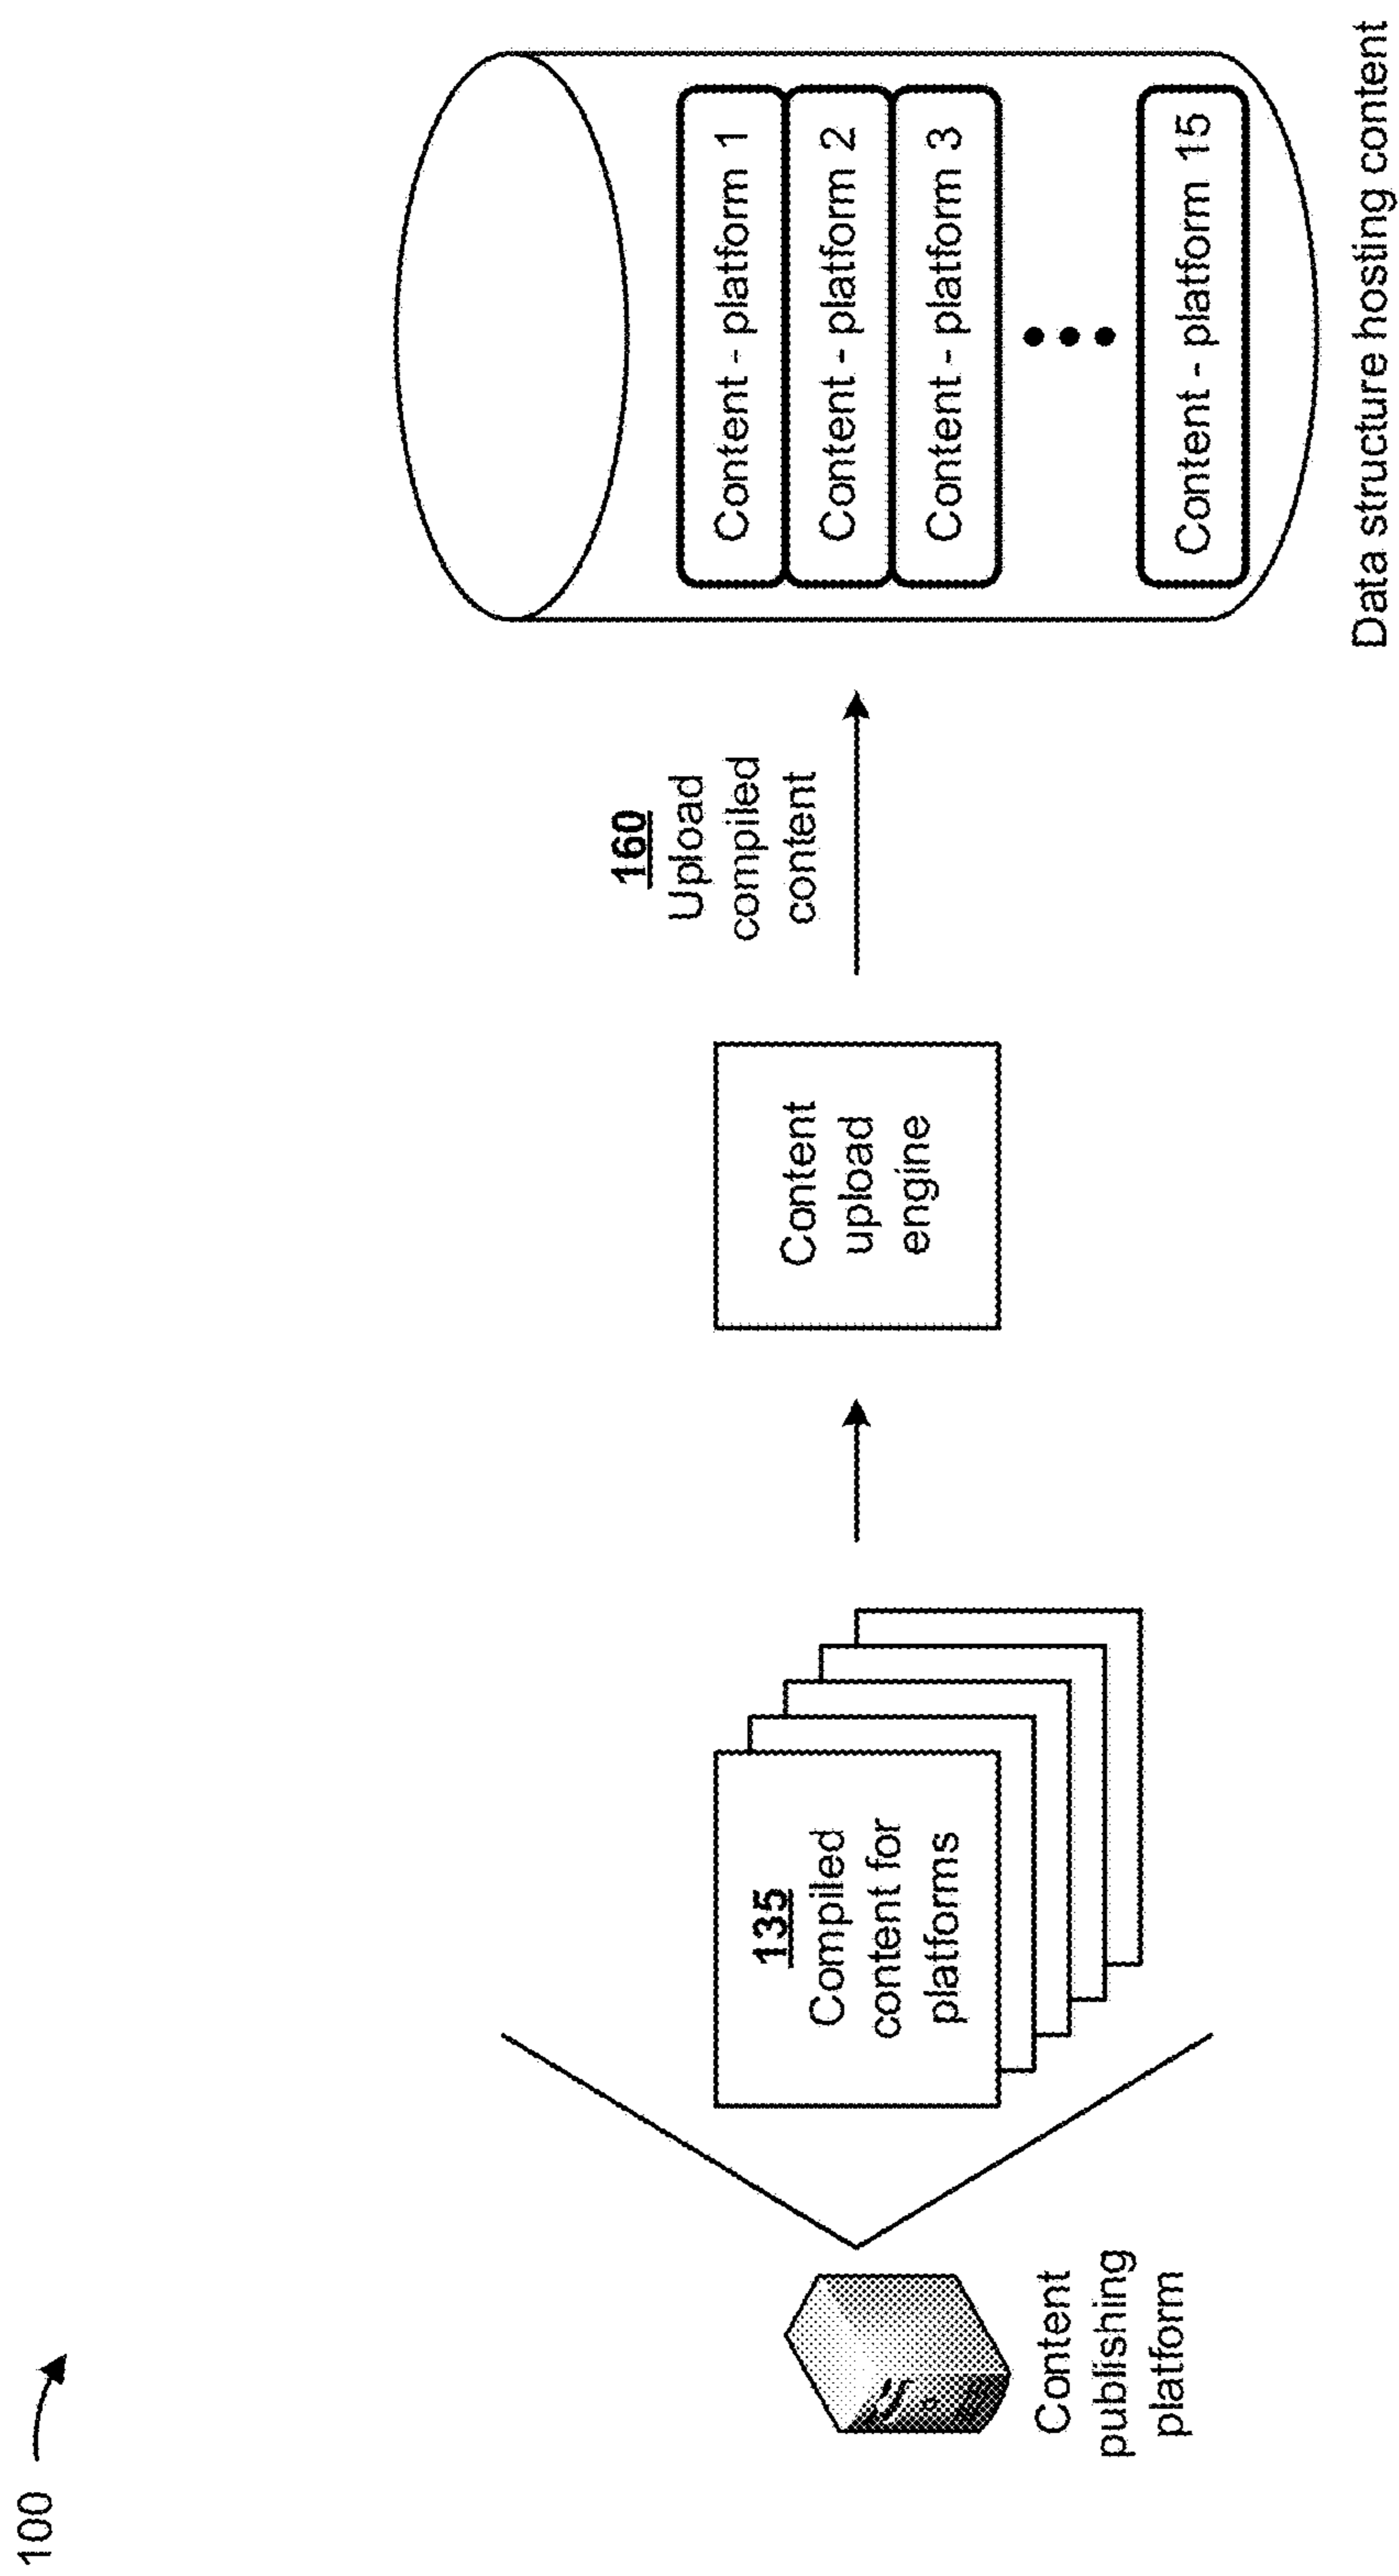 100
Content
publishing
platform
135
Compiled
content for
platforms
Content
upload
engine
160
Upload
compiled
content
Content - platform 1
Content - platform 2
Content - platform 3
Content - platform 15
Data structure hosting content